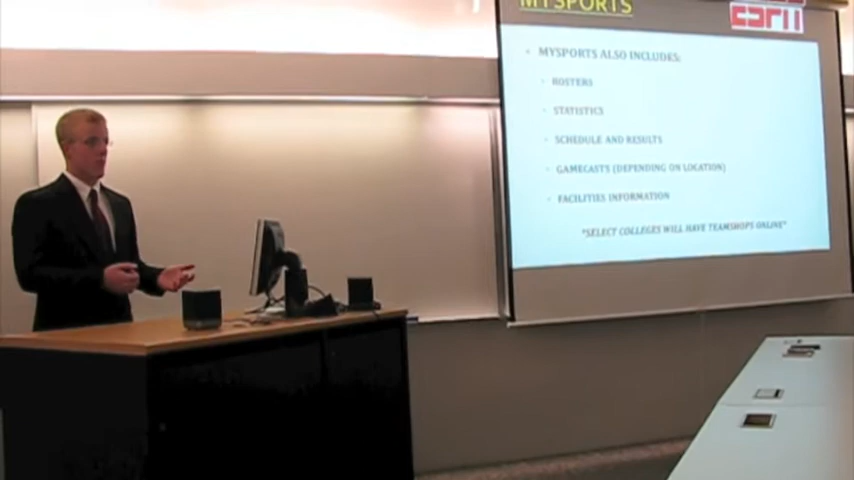 MYSPORTS
ESPN
• MYSPORTS ALSO INCLUDES:
• ROSTERS
• STATISTICS
• SCHEDULE AND RESULTS
• GAMECASTS (DEPENDING ON LOCATION)
• FACILITIES INFORMATION
*SELECT COLLEGES WILL HAVE TEAMSHOPS ONLINE*